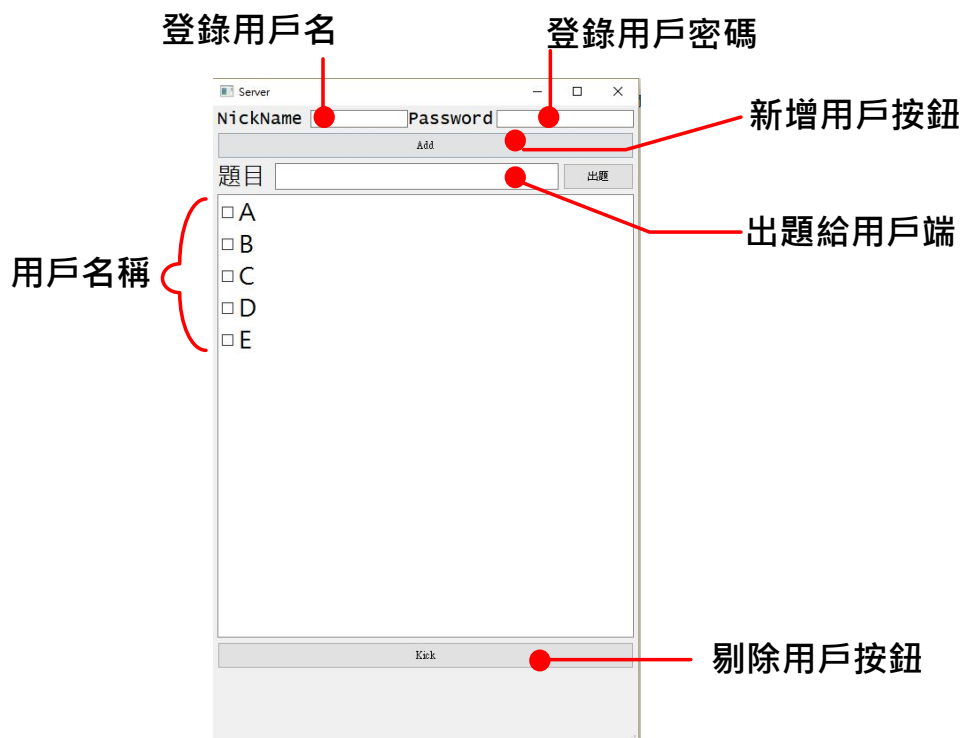 登錄用戶名
登錄用戶密碼
Server
NickName
Password
Add
新增用戶按鈕
題目
出題
出題給用戶端
A
B
C
D
E
用戶名稱
Kick
剔除用戶按鈕